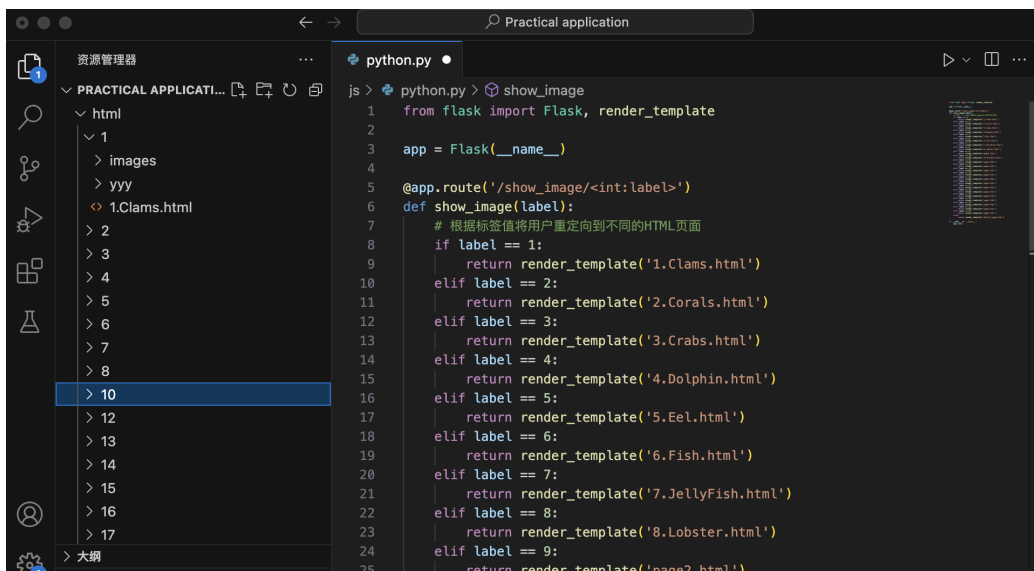 Practical application
资源管理器
python.py
PRACTICAL APPLICATI...
js > python.py > show_image
html
1
images
yyy
1.Clams.html
2
3
4
5
6
7
8
10
12
13
14
15
16
17
大纲
1
1 from flask import Flask, render_template
2
3 app = Flask(__name__)
4
5 @app.route('/show_image/<int:label>')
6 def show_image(label):
7 # 根据标签值将用户重定向到不同的HTML页面
8 if label == 1:
9 return render_template('1.Clams.html')
10 elif label == 2:
11 return render_template('2.Corals.html')
12 elif label == 3:
13 return render_template('3.Crabs.html')
14 elif label == 4:
15 return render_template('4.Dolphin.html')
16 elif label == 5:
17 return render_template('5.Eel.html')
18 elif label == 6:
19 return render_template('6.Fish.html')
20 elif label == 7:
21 return render_template('7.JellyFish.html')
22 elif label == 8:
23 return render_template('8.Lobster.html')
24 elif label == 9:
25 return render_template('page2.html')